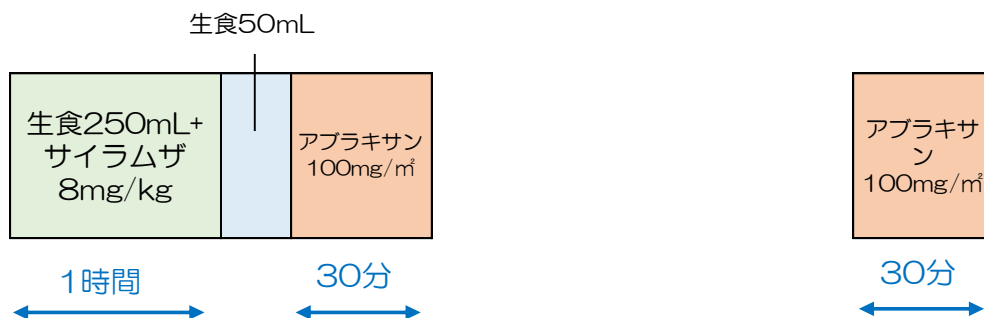 生食50mL
生食250mL+
サイラムザ
8mg/kg
アブラキサン
100mg/㎡
アブラキサ
ン
100mg/㎡
1時間
30分
30分